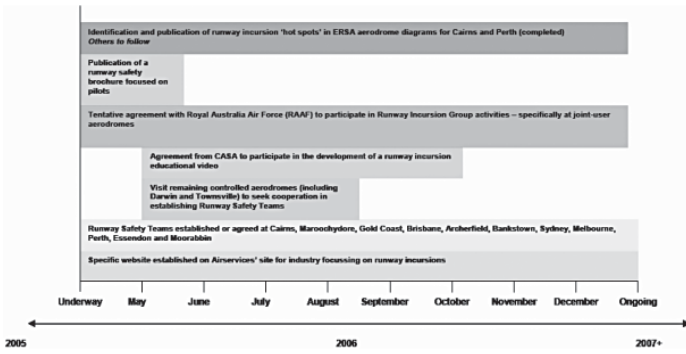 Identification and publication of runway incursion 'hot spots' in ERSA aerodrome diagrams for Cairns and Perth (completed)
Others to follow
Publication of a
runway safety
brochure focused on
pilots
Tentative agreement with Royal Australia Air Force (RAAF) to participate in Runway Incursion Group activities – specifically at joint-user
aerodromes
Agreement from CASA to participate in the development of a runway incursion
educational video
Visit remaining controlled aerodromes (including
Darwin and Townsville) to seek cooperation in
establishing Runway Safety Teams
Runway Safety Teams established or agreed at Cairns, Maroochydore, Gold Coast, Brisbane, Archerfield, Bankstown, Sydney, Melbourne,
Perth, Essendon and Moorabbin
Specific website established on Airservices' site for industry focussing on runway incursions
Underway May June July August September October November December Ongoing
2005 2006 2007+